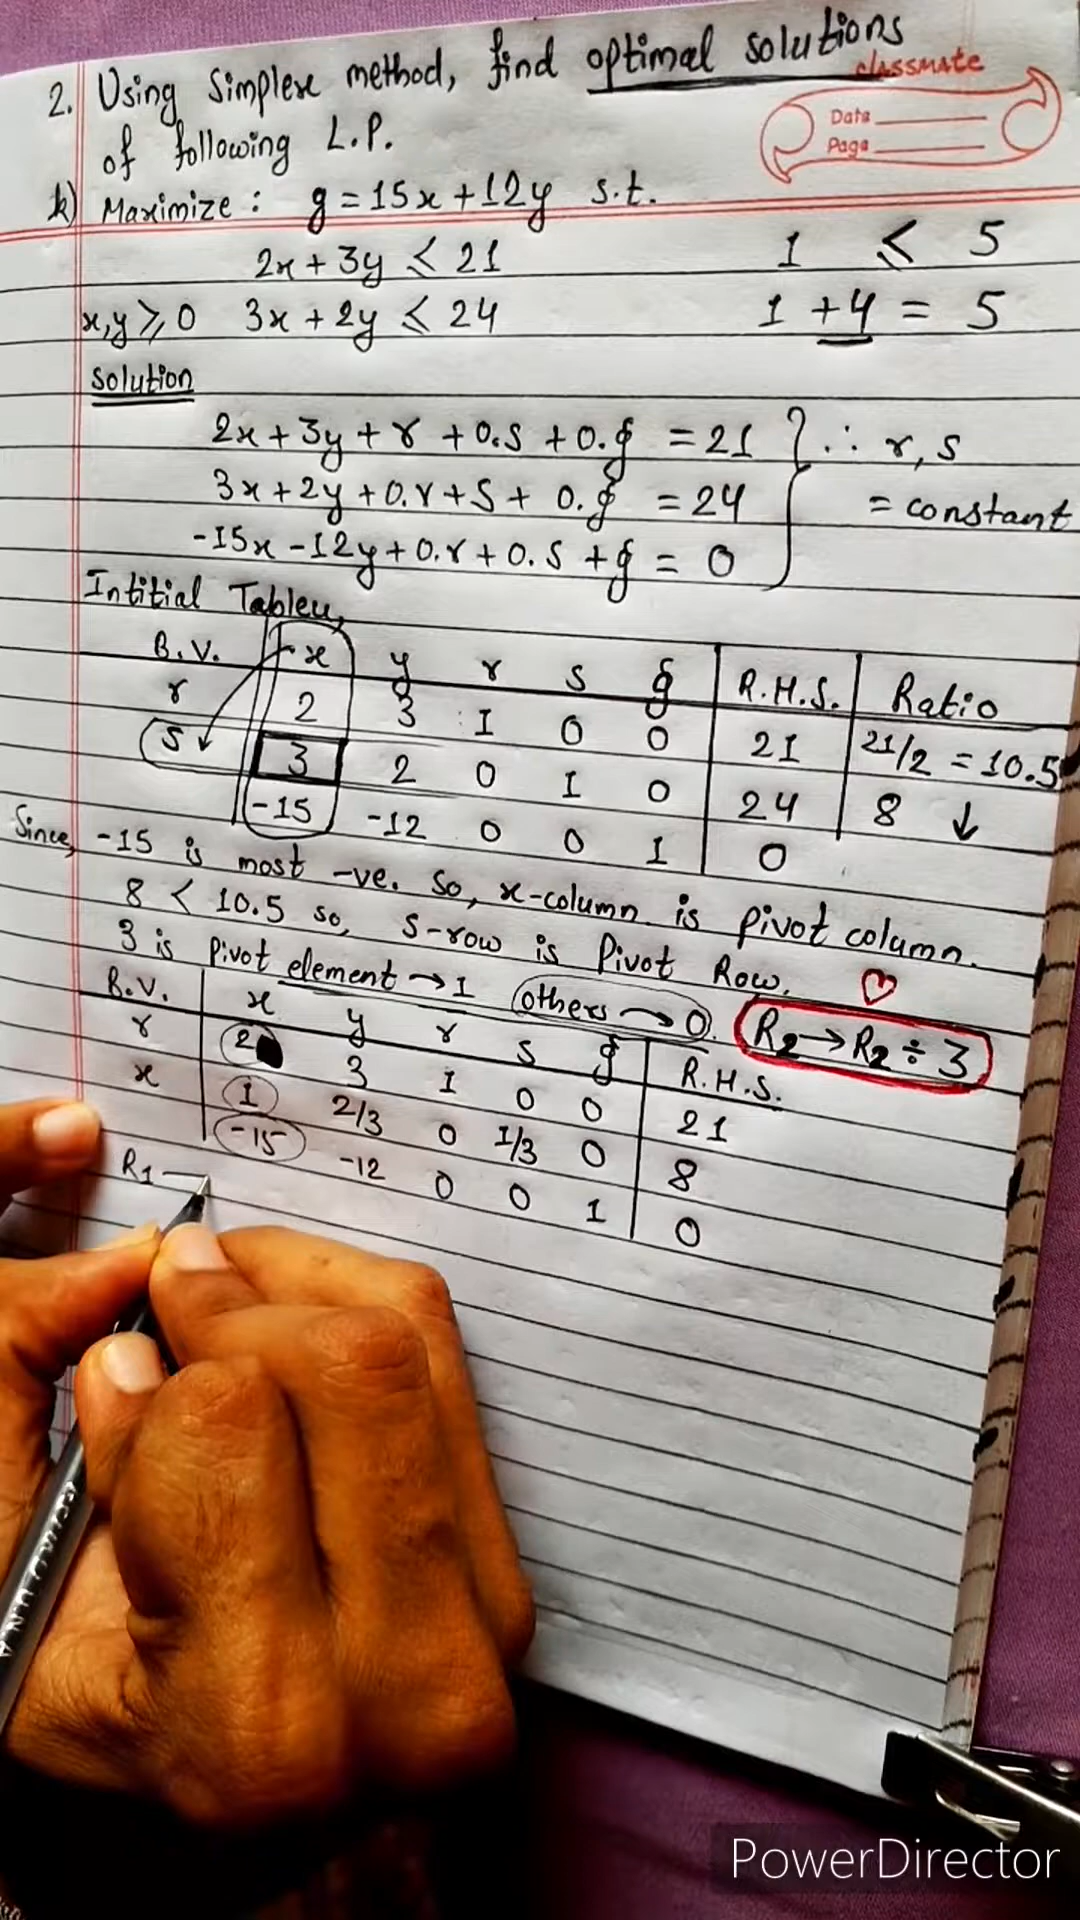 2. Using Simplex method, find optimal solutions
classmate
Date
Page
of following L.P.
k) Maximize: g = 15x + 12y s.t.
2x + 3y ≤ 21
x, y ≥ 0 3x + 2y ≤ 24
1 ≤ 5
1 + 4 = 5
Solution
2x + 3y + r + 0.s + 0.g = 21 } ∴ r, s
3x + 2y + 0.r + s + 0.g = 24 = constant
-15x - 12y + 0.r + 0.s + g = 0
Intitial Tableu,
B.V. x y r s g R.H.S. Ratio
r 2 3 1 0 0 21 21/2 = 10.5
s 3 2 0 1 0 24 8 ↓
-15 -12 0 0 1 0
Since, -15 is most -ve. So, x-column is pivot column.
8 < 10.5 so, s-row is Pivot Row.
3 is Pivot element → 1 others → 0. R2 → R2 ÷ 3
B.V. x y r s g R.H.S.
r 2 3 1 0 0 21
x 1 2/3 0 1/3 0 8
-15 -12 0 0 1 0
R1 —
PowerDirector